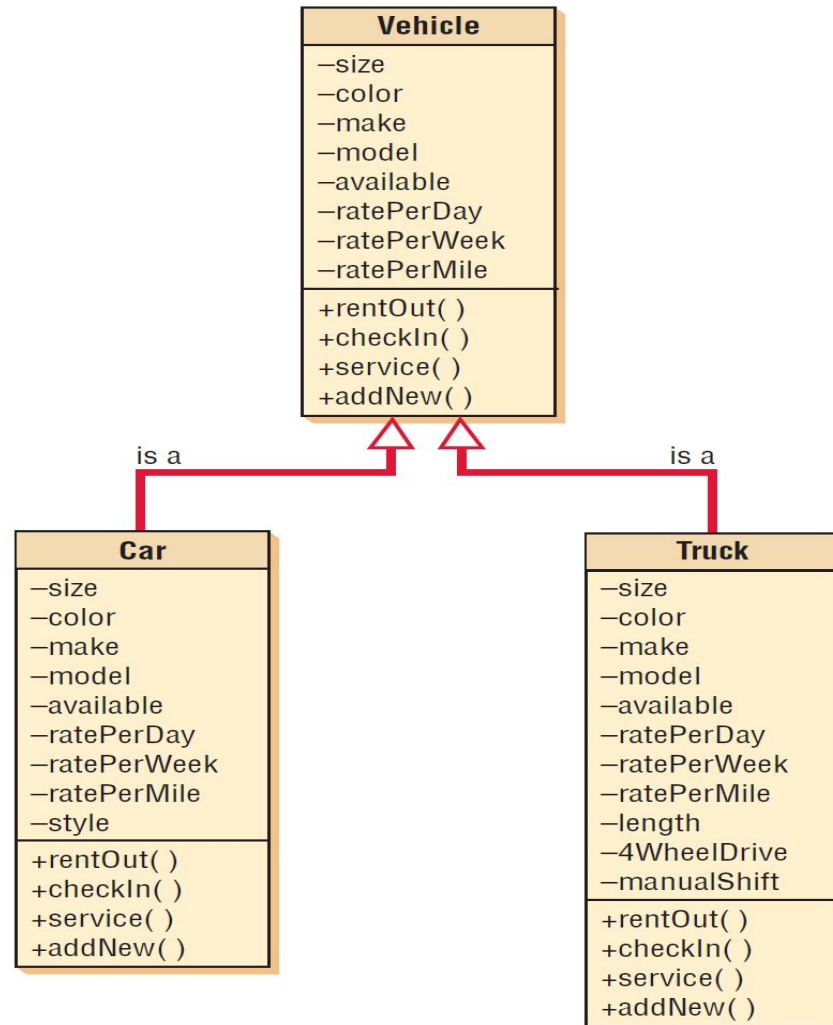 Vehicle
–size
–color
–make
–model
–available
–ratePerDay
–ratePerWeek
–ratePerMile
+rentOut( )
+checkIn( )
+service( )
+addNew( )
is a
is a
Car
–size
–color
–make
–model
–available
–ratePerDay
–ratePerWeek
–ratePerMile
–style
+rentOut( )
+checkIn( )
+service( )
+addNew( )
Truck
–size
–color
–make
–model
–available
–ratePerDay
–ratePerWeek
–ratePerMile
–length
–4WheelDrive
–manualShift
+rentOut( )
+checkIn( )
+service( )
+addNew( )